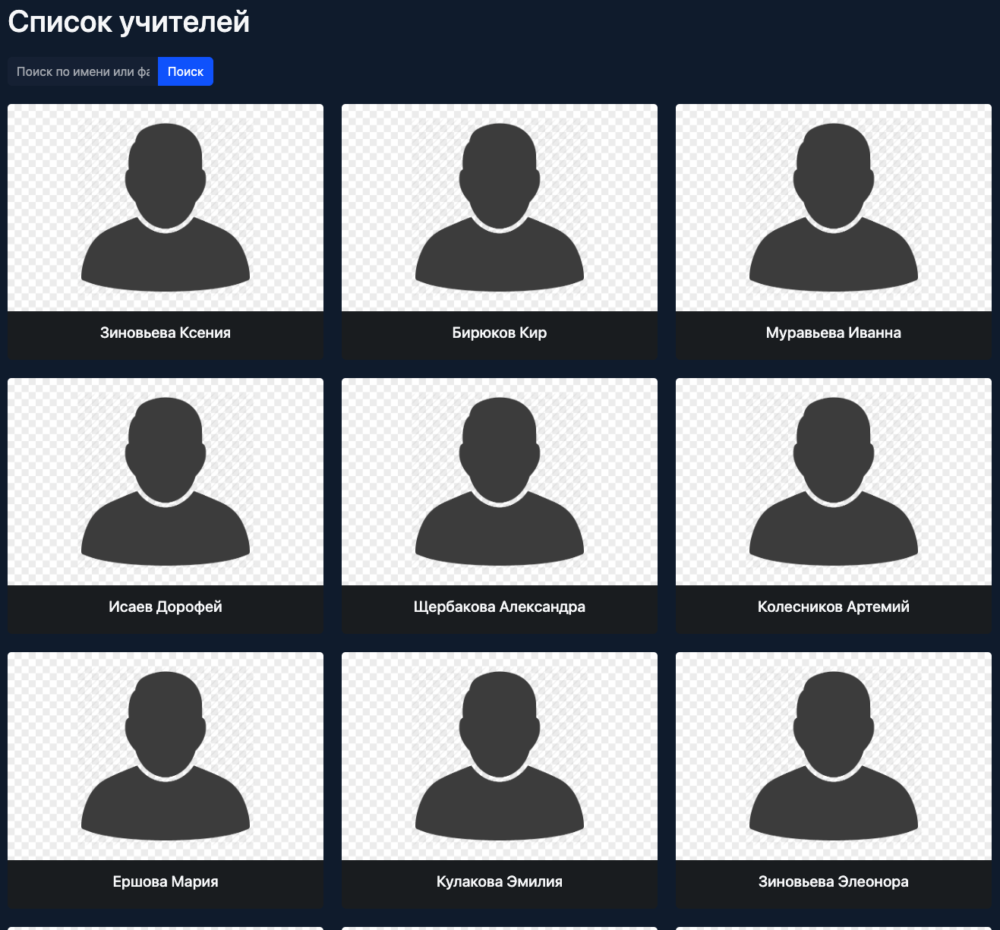 Список учителей
Поиск по имени или фа
Поиск
Зиновьева Ксения
Бирюков Кир
Муравьева Иванна
Исаев Дорофей
Щербакова Александра
Колесников Артемий
Ершова Мария
Кулакова Эмилия
Зиновьева Элеонора